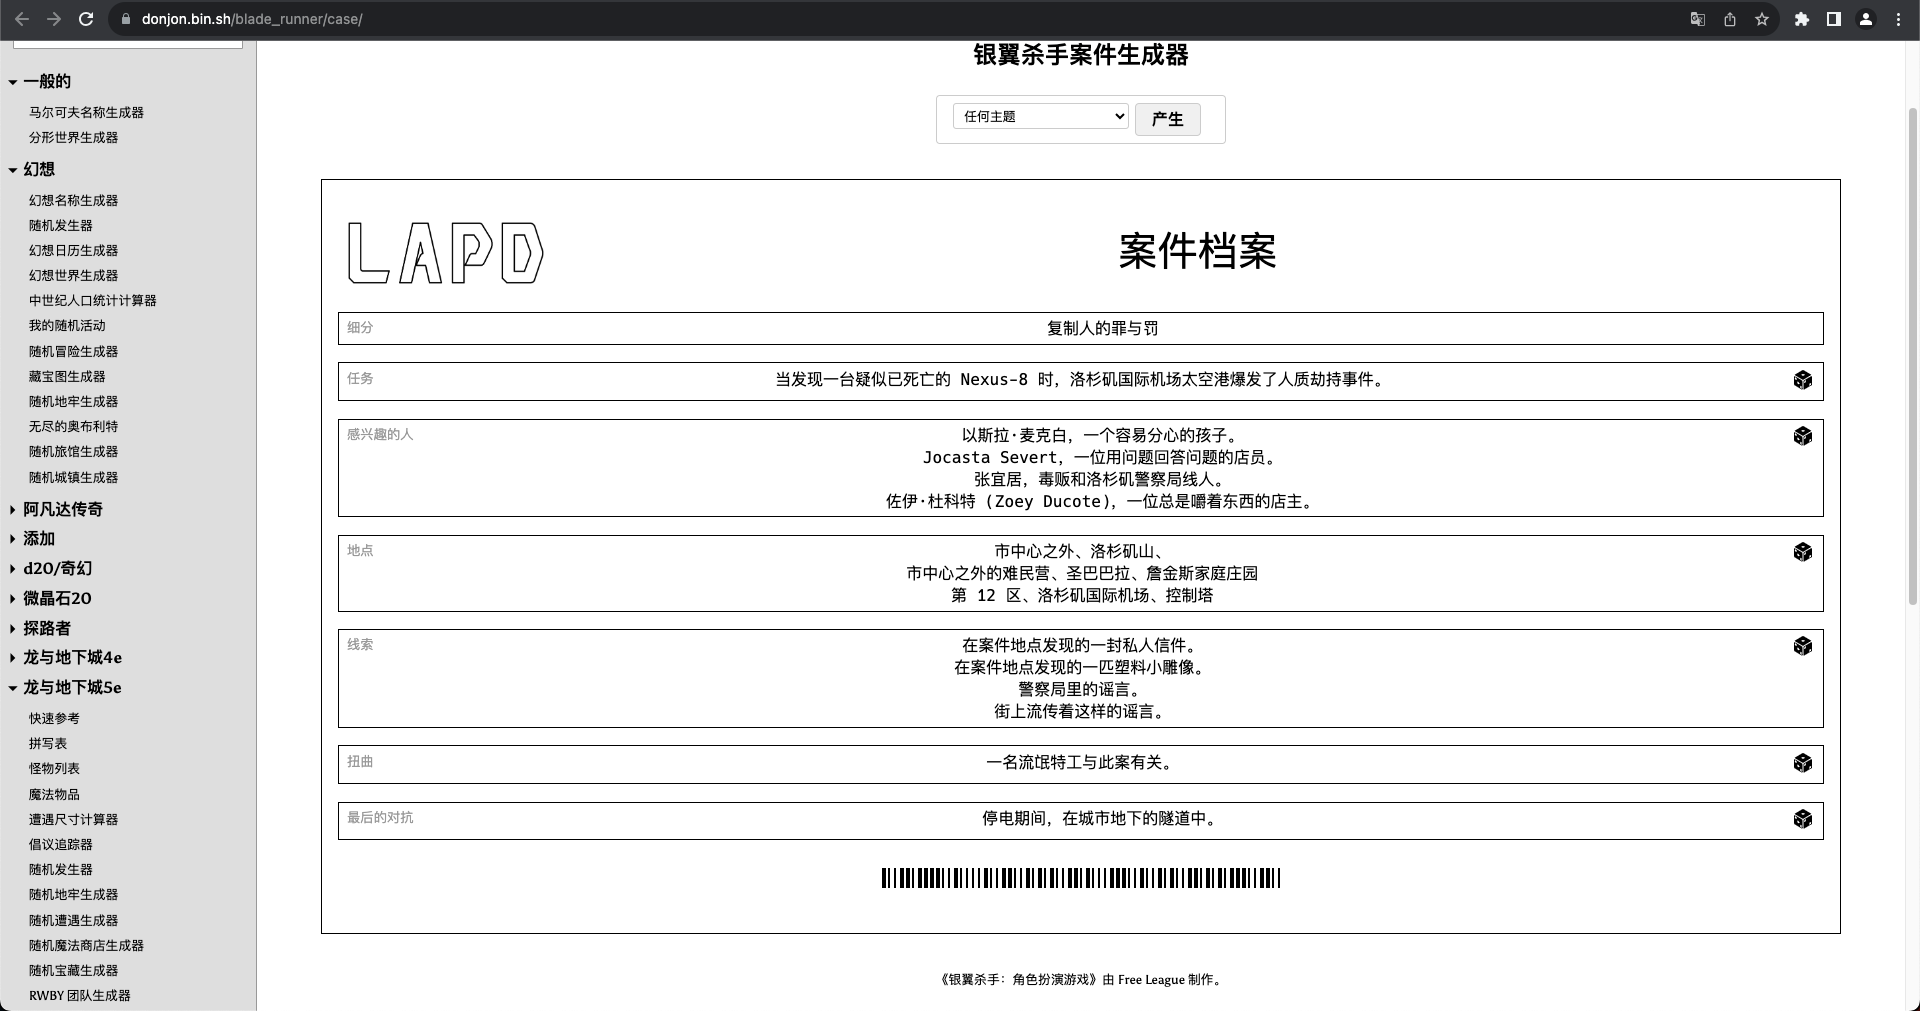 donjon.bin.sh/blade_runner/case/
一般的
马尔可夫名称生成器
分形世界生成器
幻想
幻想名称生成器
随机发生器
幻想日历生成器
幻想世界生成器
中世纪人口统计计算器
我的随机活动
随机冒险生成器
藏宝图生成器
随机地牢生成器
无尽的奥布利特
随机旅馆生成器
随机城镇生成器
阿凡达传奇
添加
d20/奇幻
微晶石20
探路者
龙与地下城4e
龙与地下城5e
快速参考
拼写表
怪物列表
魔法物品
遭遇尺寸计算器
倡议追踪器
随机发生器
随机地牢生成器
随机遭遇生成器
随机魔法商店生成器
随机宝藏生成器
RWBY 团队生成器
银翼杀手案件生成器
任何主题
产生
LAPD
案件档案
细分
复制人的罪与罚
任务
当发现一台疑似已死亡的 Nexus-8 时，洛杉矶国际机场太空港爆发了人质劫持事件。
感兴趣的人
以斯拉·麦克白，一个容易分心的孩子。
Jocasta Severt，一位用问题回答问题的店员。
张宜居，毒贩和洛杉矶警察局线人。
佐伊·杜科特 (Zoey Ducote)，一位总是嚼着东西的店主。
地点
市中心之外、洛杉矶山、
市中心之外的难民营、圣巴巴拉、詹金斯家庭庄园
第 12 区、洛杉矶国际机场、控制塔
线索
在案件地点发现的一封私人信件。
在案件地点发现的一匹塑料小雕像。
警察局里的谣言。
街上流传着这样的谣言。
扭曲
一名流氓特工与此案有关。
最后的对抗
停电期间，在城市地下的隧道中。
《银翼杀手：角色扮演游戏》由 Free League 制作。